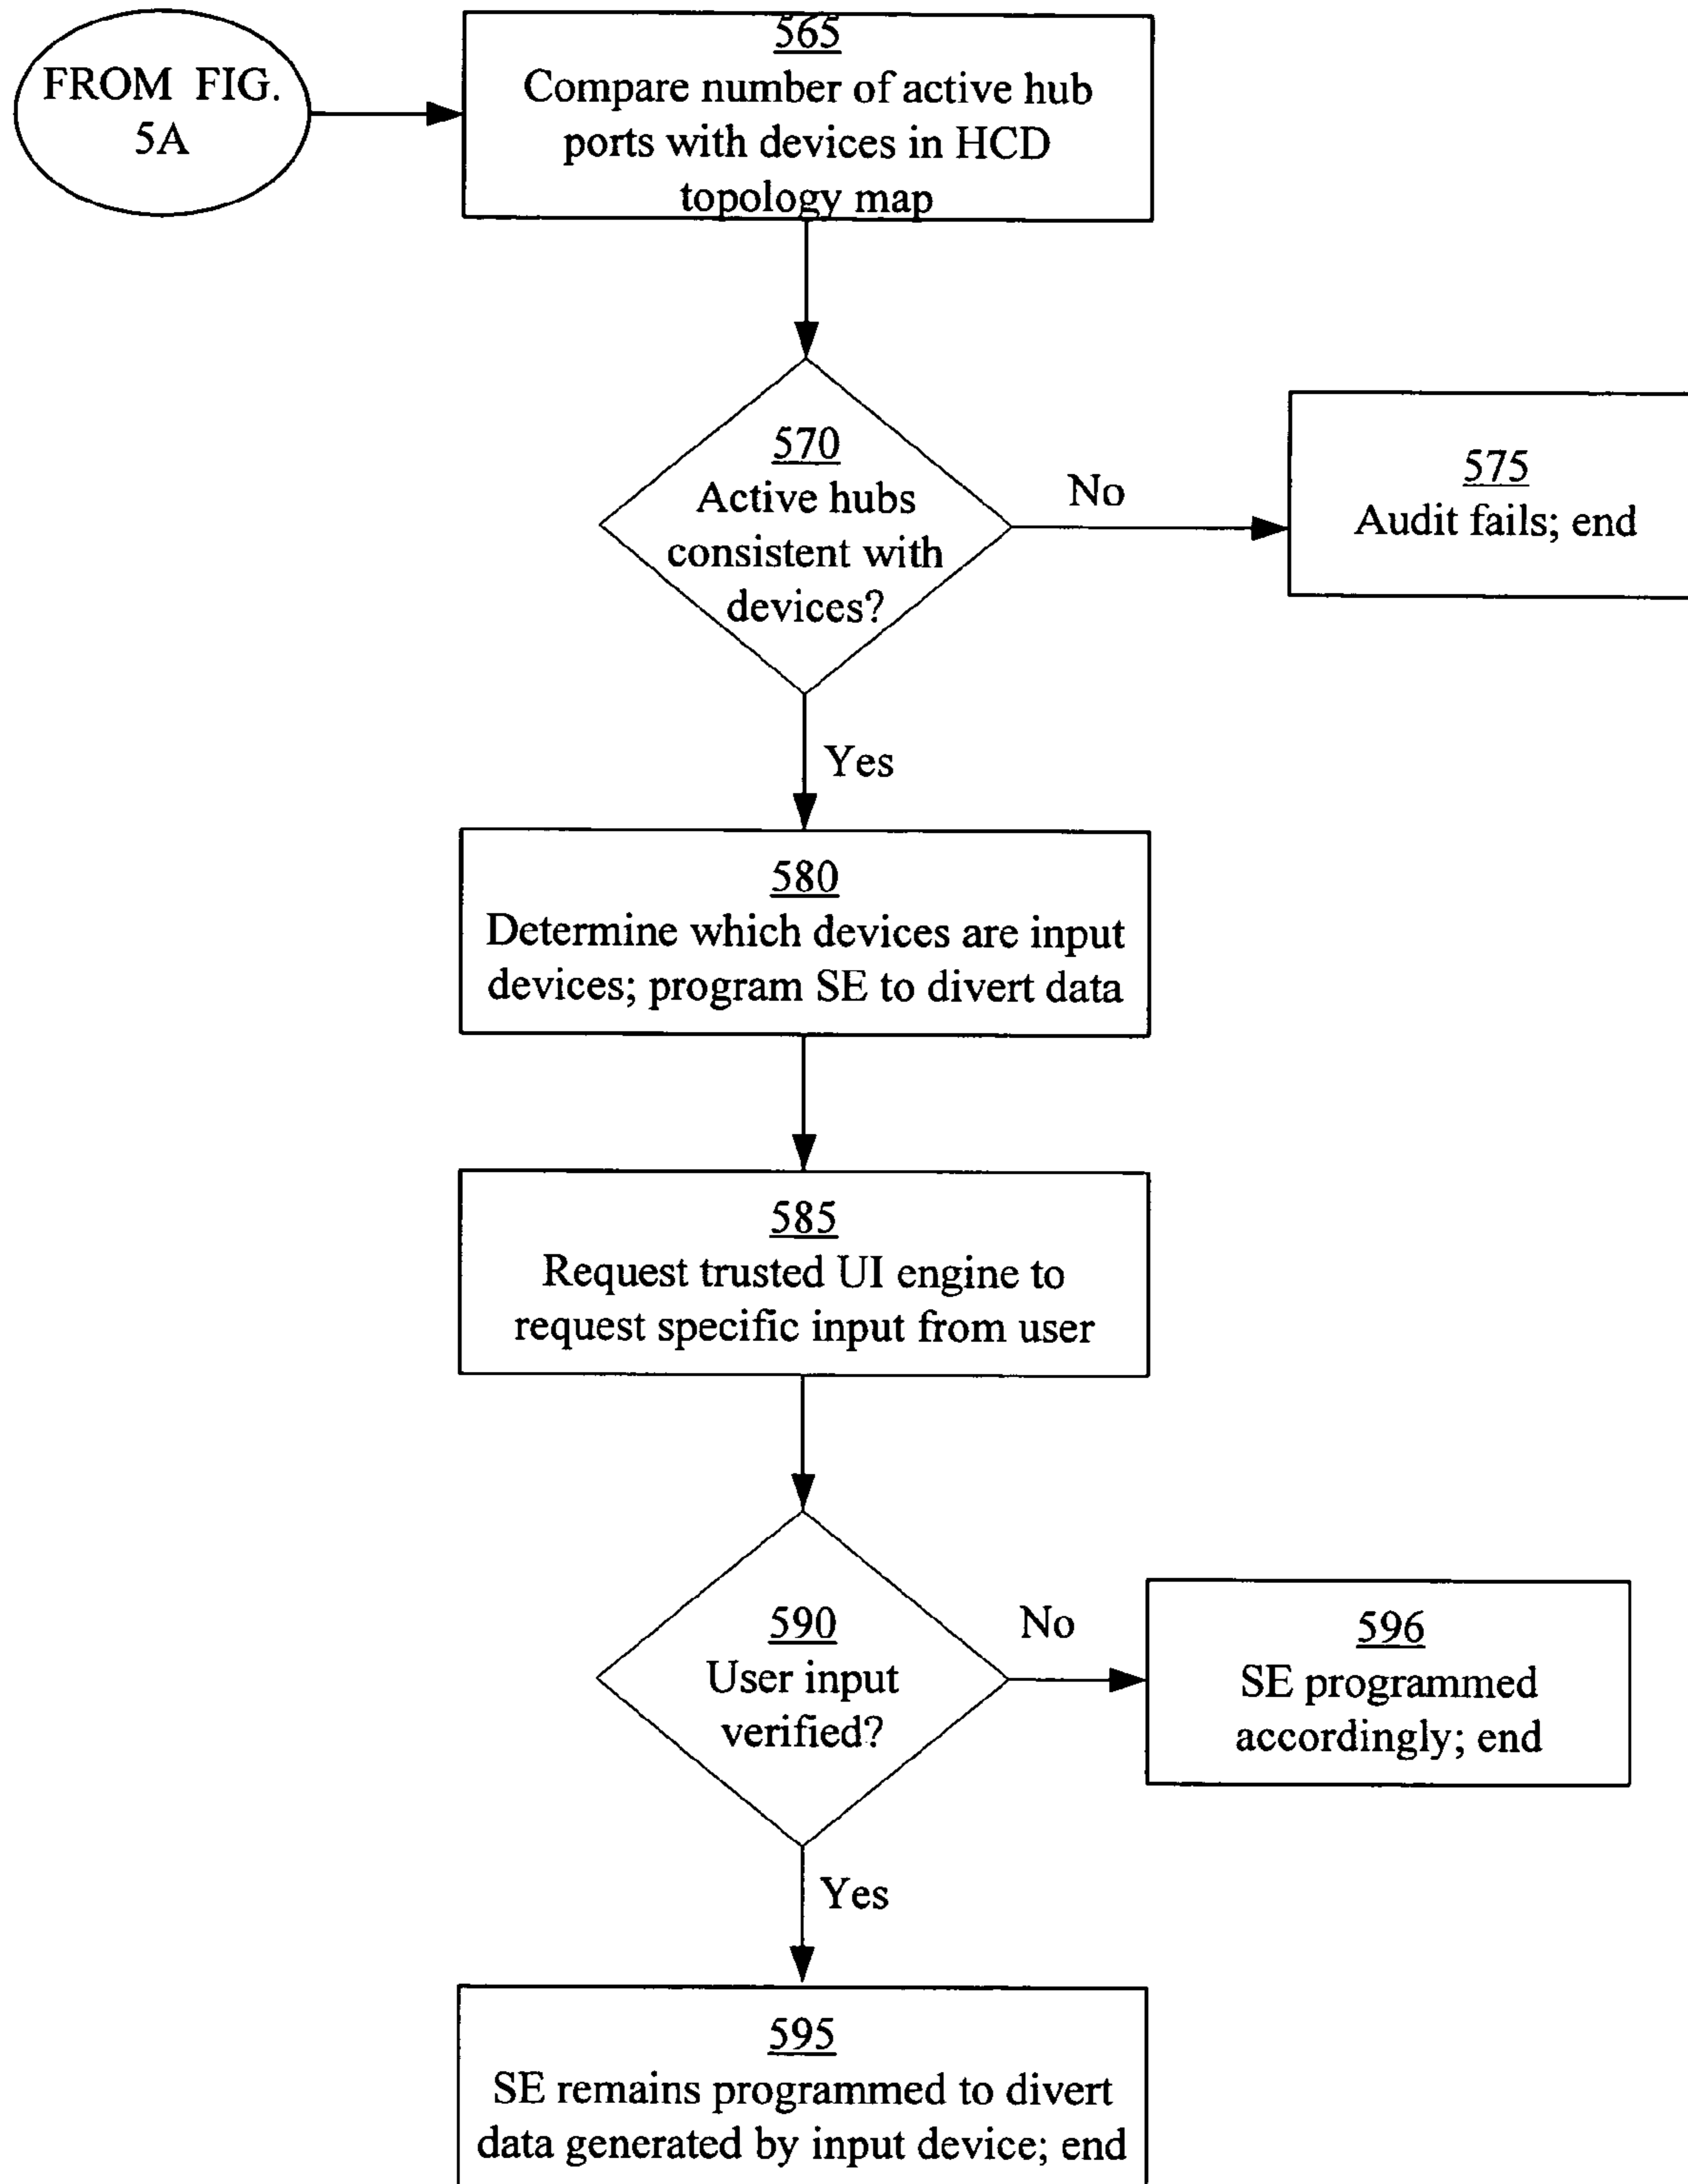 FROM FIG.
5A
565
Compare number of active hub
ports with devices in HCD
topology map
570
Active hubs
consistent with
devices?
No
575
Audit fails; end
Yes
580
Determine which devices are input
devices; program SE to divert data
585
Request trusted UI engine to
request specific input from user
590
User input
verified?
No
596
SE programmed
accordingly; end
Yes
595
SE remains programmed to divert
data generated by input device; end